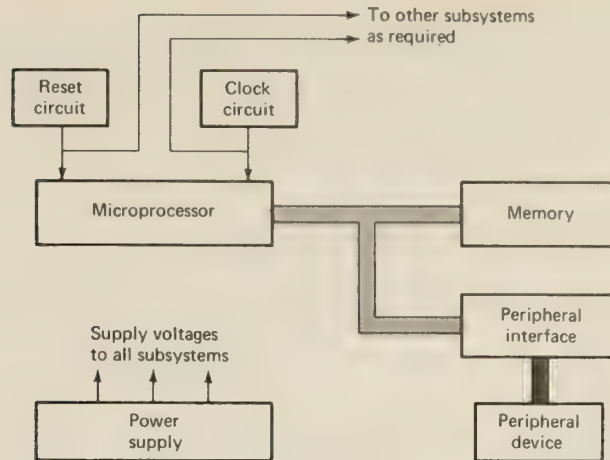 To other subsystems
as required
Reset
circuit
Clock
circuit
Microprocessor
Memory
Peripheral
interface
Supply voltages
to all subsystems
Power
supply
Peripheral
device